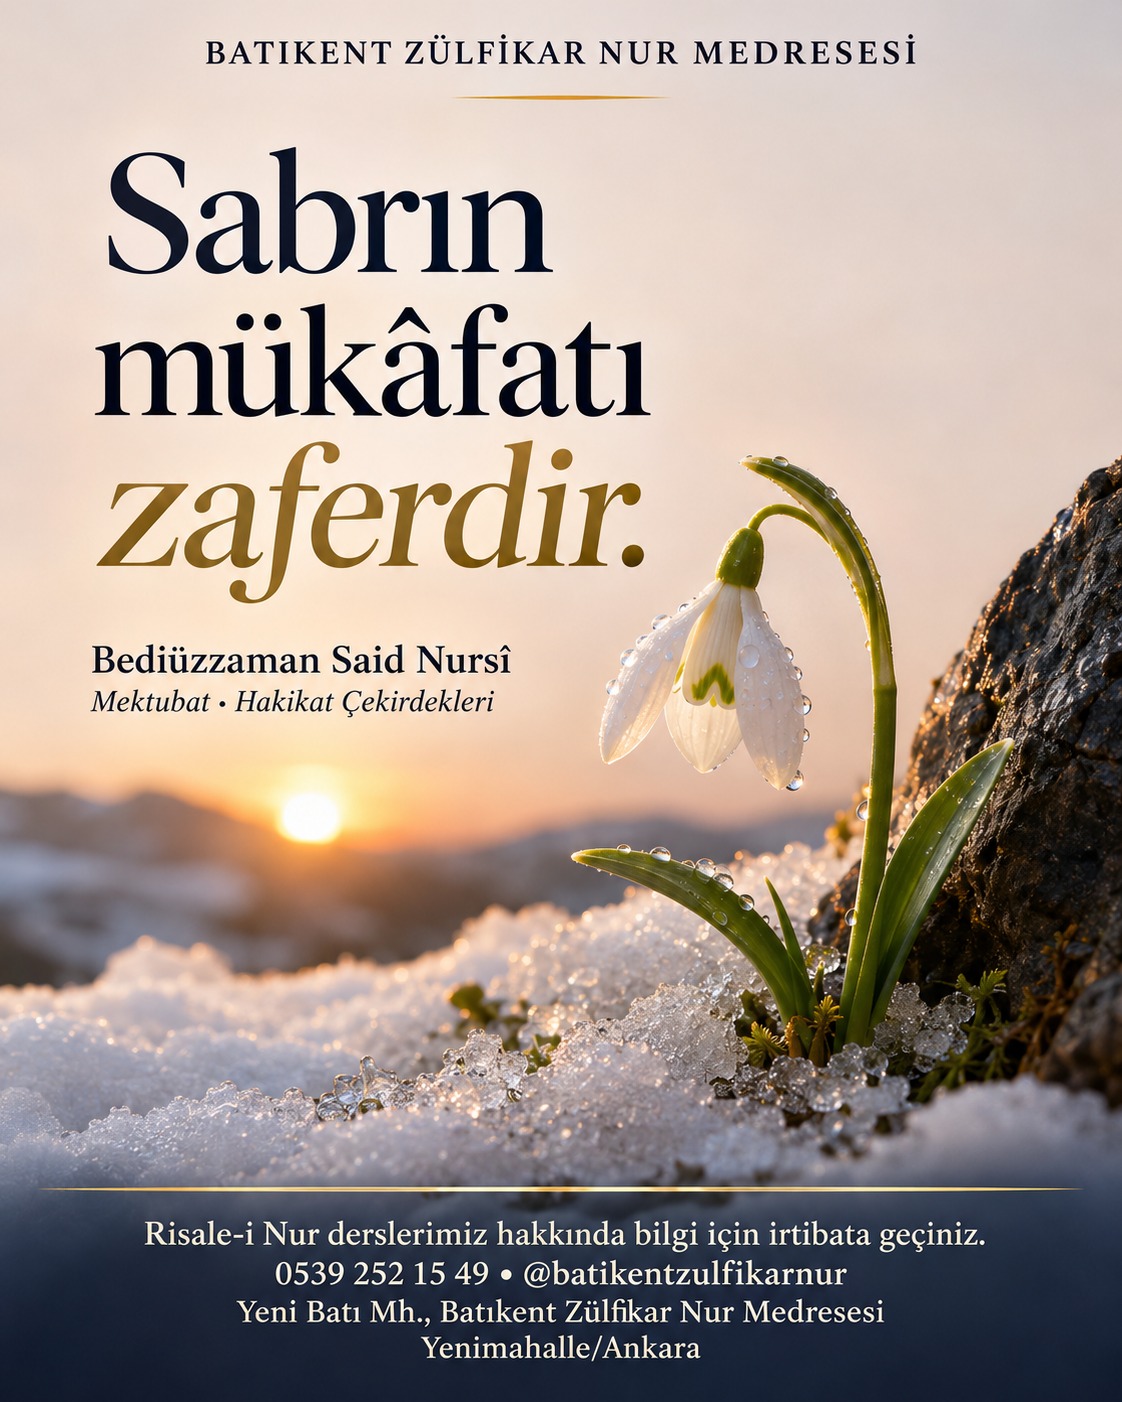 BATIKENT ZÜLFİKAR NUR MEDRESESİ
Sabrın
mükâfatı
zaferdir.
Bediüzzaman Said Nursî
Mektubat • Hakikat Çekirdekleri
Risale-i Nur derslerimiz hakkında bilgi için irtibata geçiniz.
0539 252 15 49 • @batikentzulfikarnur
Yeni Batı Mh., Batıkent Zülfikar Nur Medresesi
Yenimahalle/Ankara